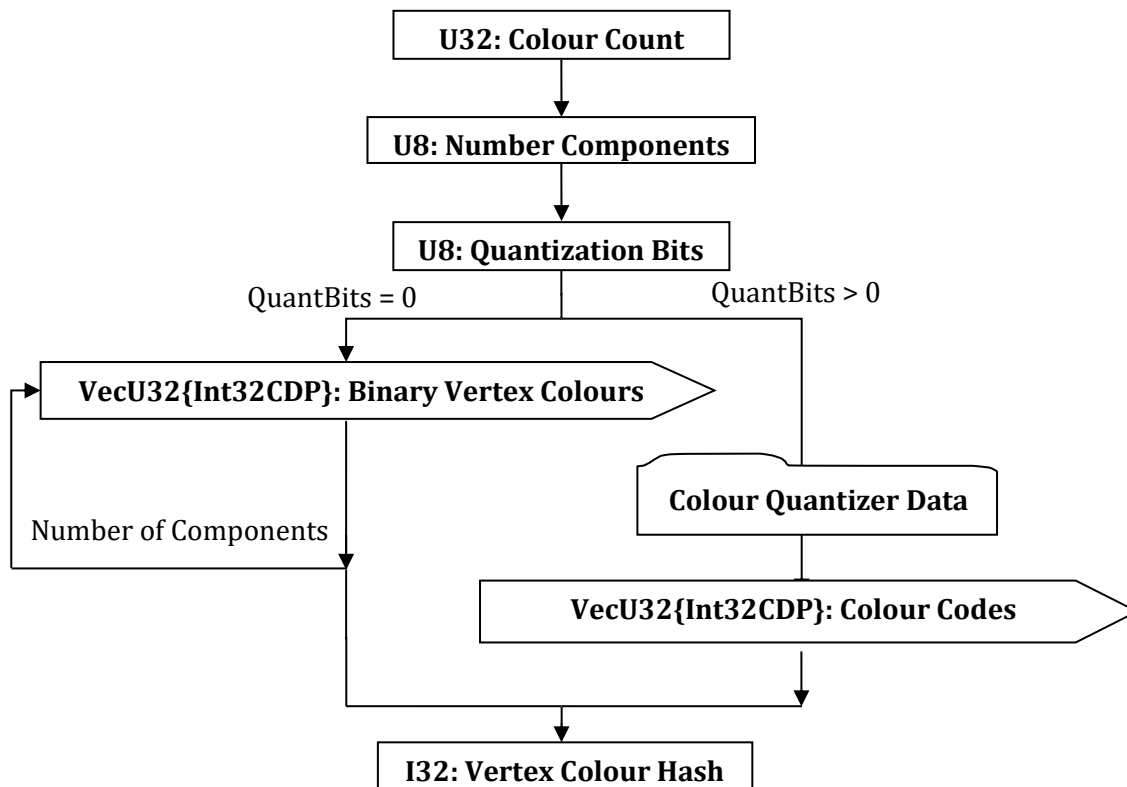 U32: Colour Count
U8: Number Components
U8: Quantization Bits
QuantBits = 0
QuantBits > 0
VecU32{Int32CDP}: Binary Vertex Colours
Colour Quantizer Data
Number of Components
VecU32{Int32CDP}: Colour Codes
I32: Vertex Colour Hash